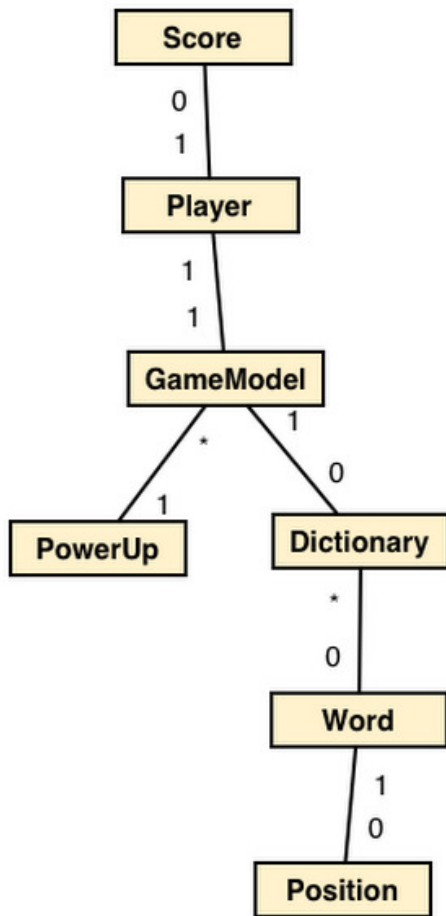 Score
0
1
Player
1
1
GameModel
*
1
1
0
PowerUp
Dictionary
*
0
Word
1
0
Position